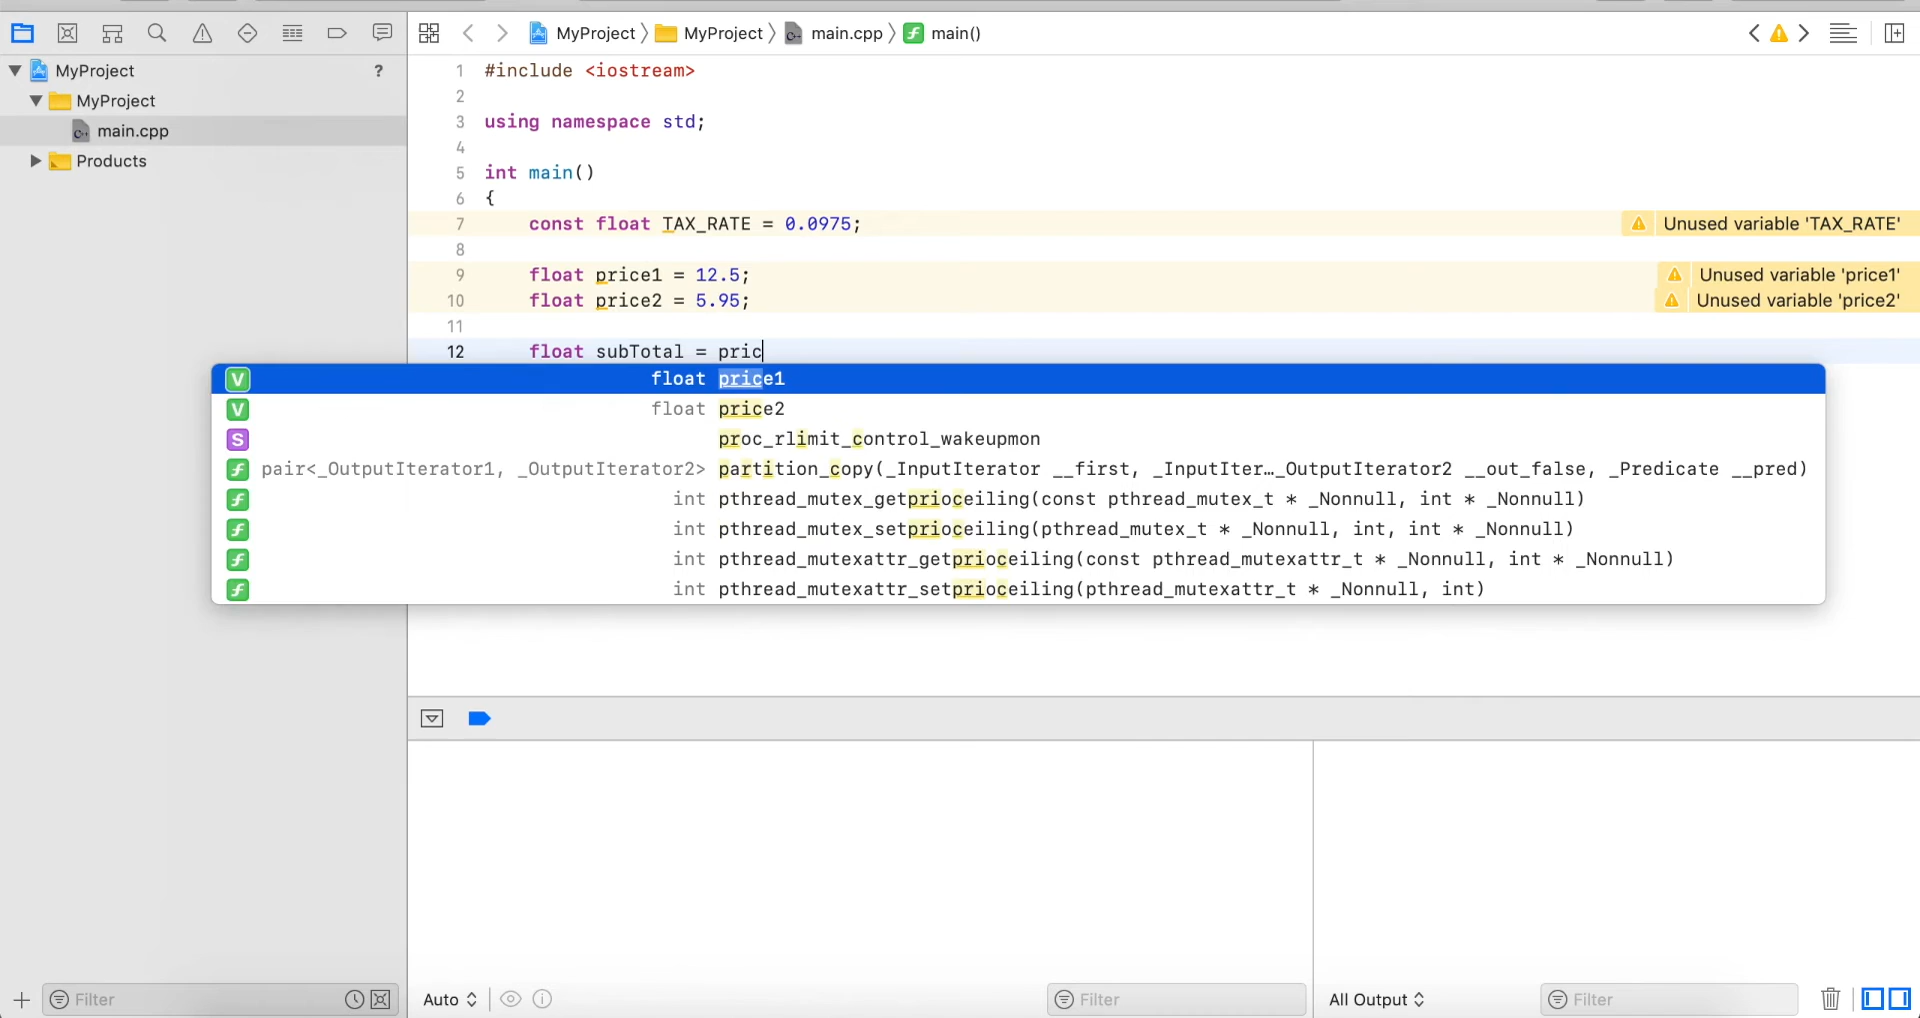 MyProject MyProject main.cpp main()
MyProject ?
MyProject
main.cpp
Products
1 #include <iostream>
2
3 using namespace std;
4
5 int main()
6 {
7 const float TAX_RATE = 0.0975; Unused variable 'TAX_RATE'
8
9 float price1 = 12.5; Unused variable 'price1'
10 float price2 = 5.95; Unused variable 'price2'
11
12 float subTotal = pric
V float price1
V float price2
S proc_rlimit_control_wakeupmon
f pair<_OutputIterator1, _OutputIterator2> partition_copy(_InputIterator __first, _InputIter…_OutputIterator2 __out_false, _Predicate __pred)
f int pthread_mutex_getprioceiling(const pthread_mutex_t * _Nonnull, int * _Nonnull)
f int pthread_mutex_setprioceiling(pthread_mutex_t * _Nonnull, int, int * _Nonnull)
f int pthread_mutexattr_getprioceiling(const pthread_mutexattr_t * _Nonnull, int * _Nonnull)
f int pthread_mutexattr_setprioceiling(pthread_mutexattr_t * _Nonnull, int)
Filter Auto Filter All Output Filter